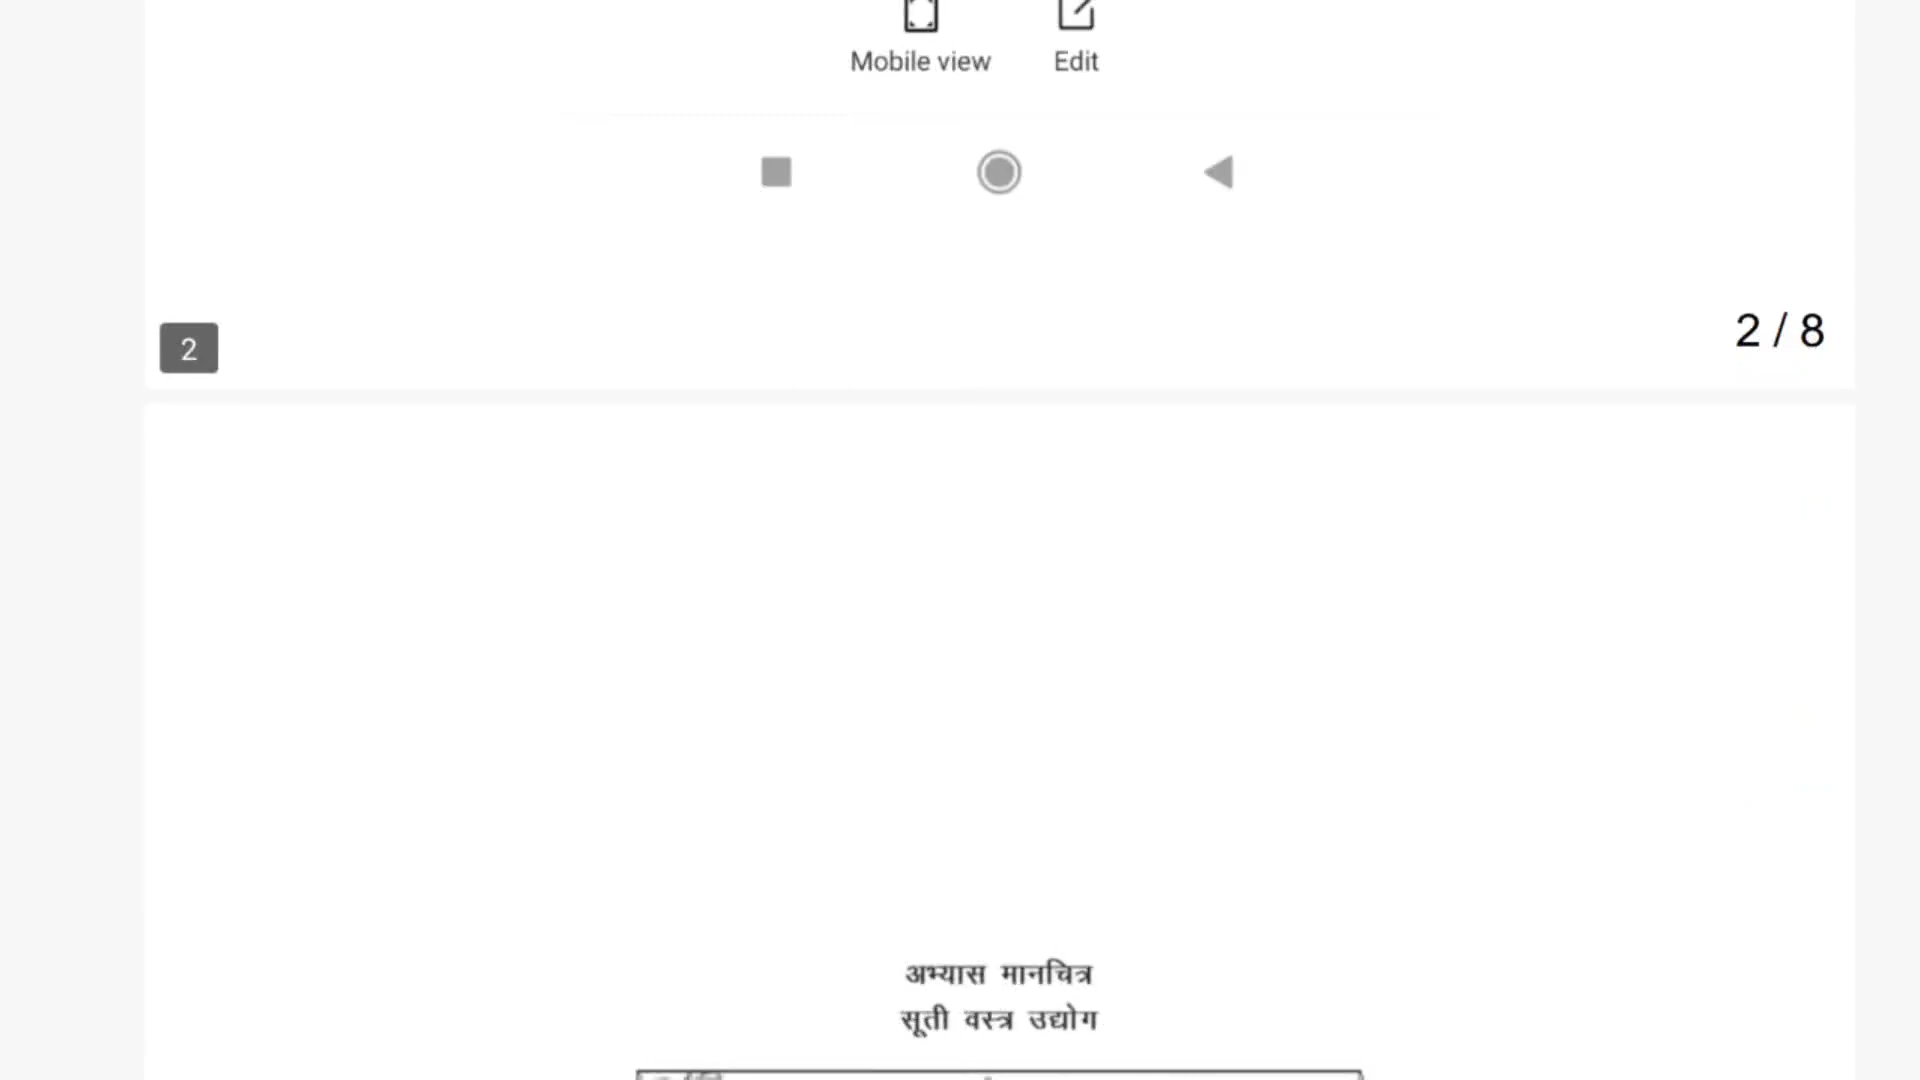 Mobile view Edit
2
2 / 8
अभ्यास मानचित्र
सूती वस्त्र उद्योग